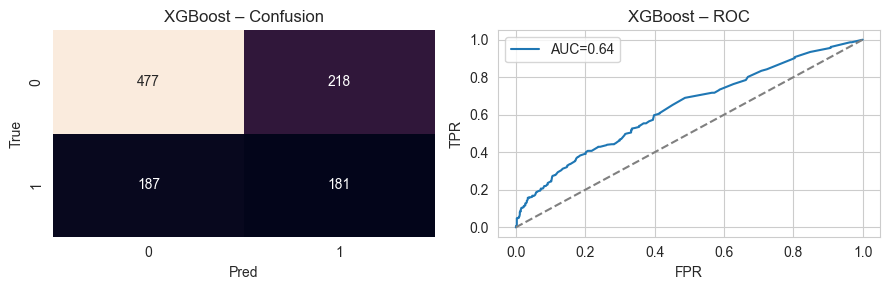 XGBoost – Confusion
True
0
477
218
1
187
181
0
1
Pred
XGBoost – ROC
AUC=0.64
TPR
1.0
0.8
0.6
0.4
0.2
0.0
0.0
0.2
0.4
0.6
0.8
1.0
FPR